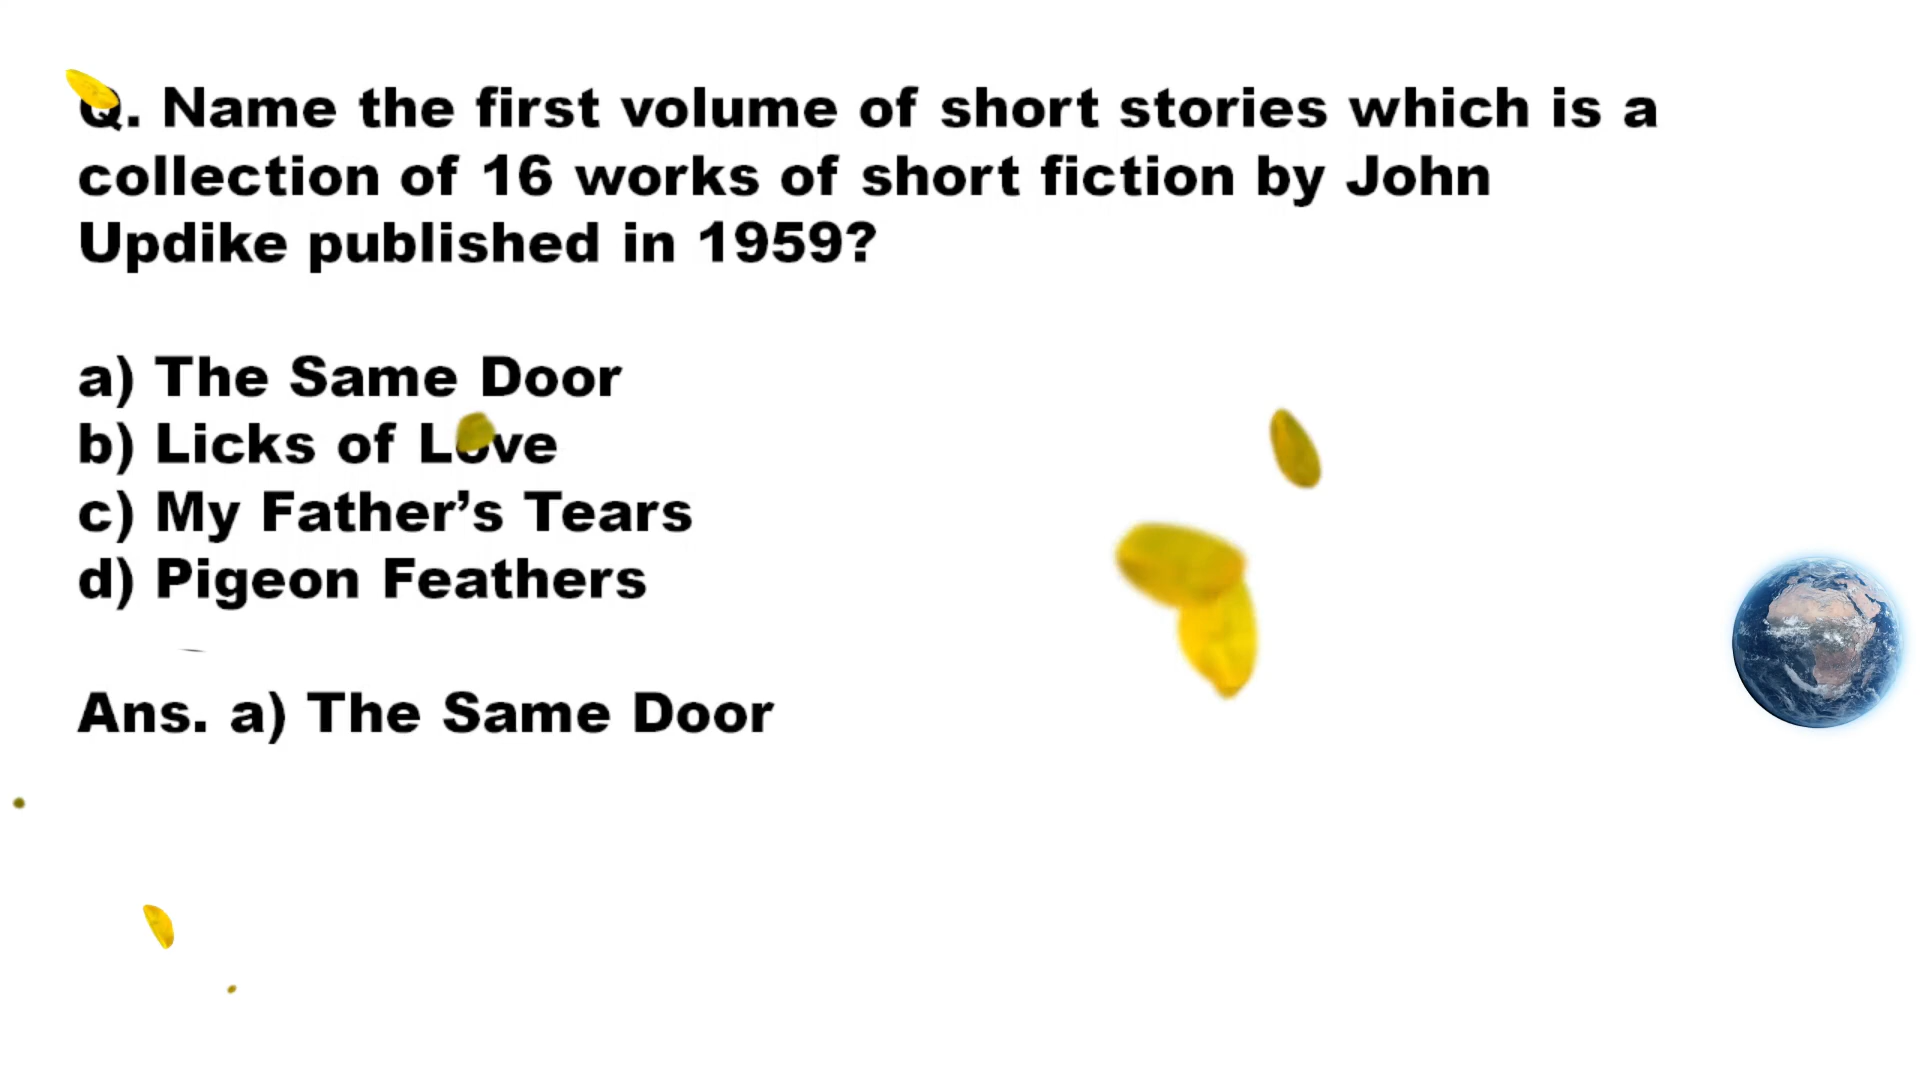 Q. Name the first volume of short stories which is a
collection of 16 works of short fiction by John
Updike published in 1959?
a) The Same Door
b) Licks of Love
c) My Father’s Tears
d) Pigeon Feathers
Ans. a) The Same Door